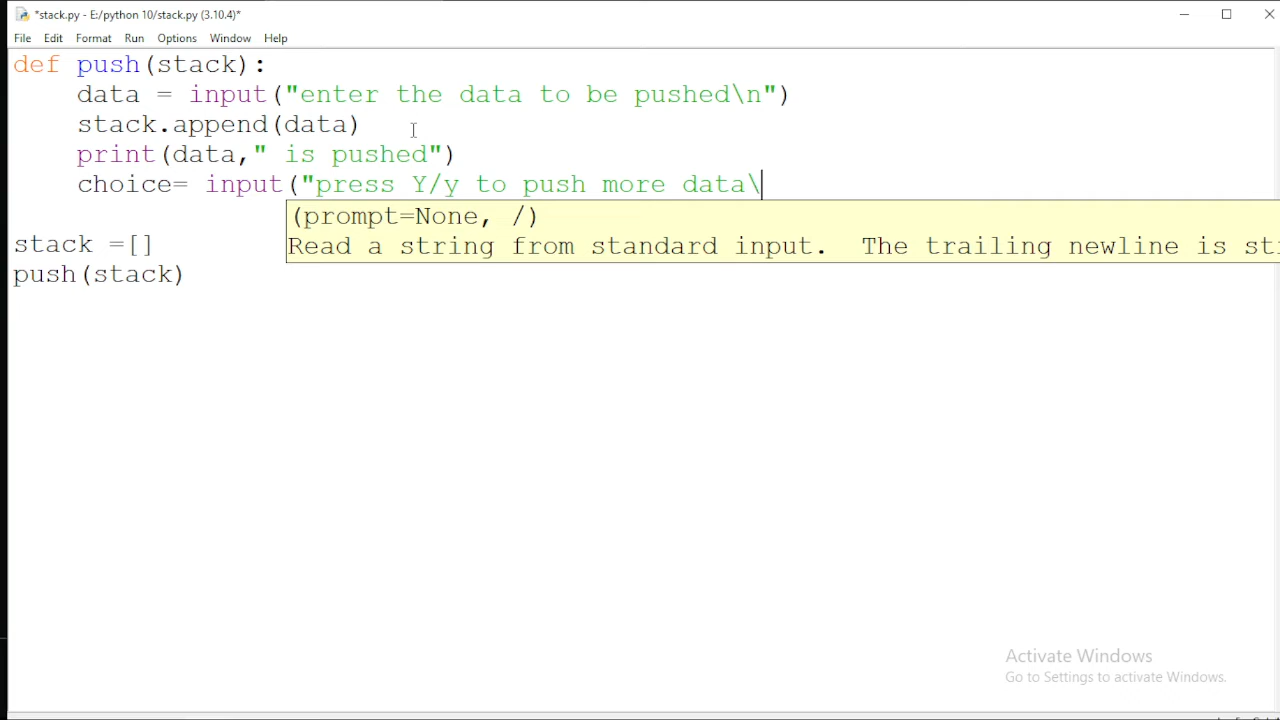 *stack.py - E:/python 10/stack.py (3.10.4)*
File Edit Format Run Options Window Help
def push(stack):
    data = input("enter the data to be pushed\n")
    stack.append(data)
    print(data," is pushed")
    choice= input("press Y/y to push more data\
(prompt=None, /)
Read a string from standard input.  The trailing newline is
stack =[]
push(stack)
Activate Windows
Go to Settings to activate Windows.